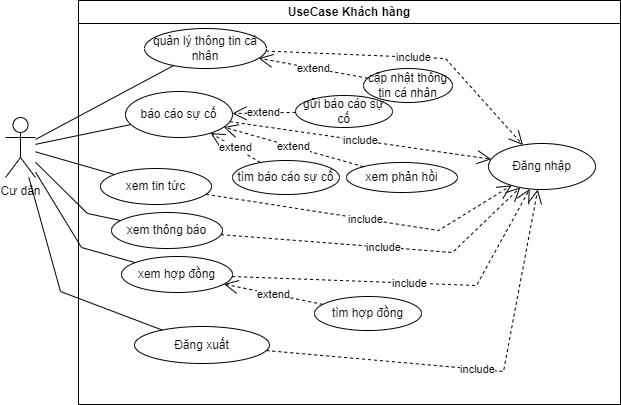 UseCase Khách hàng
quản lý thông tin cá
nhân
include
extend
cập nhật thông
tin cá nhân
báo cáo sự cố
extend
gửi báo cáo sự
cố
include
extend
extend
Đăng nhập
tìm báo cáo sự cố
xem phản hồi
Cư dân
xem tin tức
include
xem thông báo
include
xem hợp đồng
include
extend
tìm hợp đồng
Đăng xuất
include